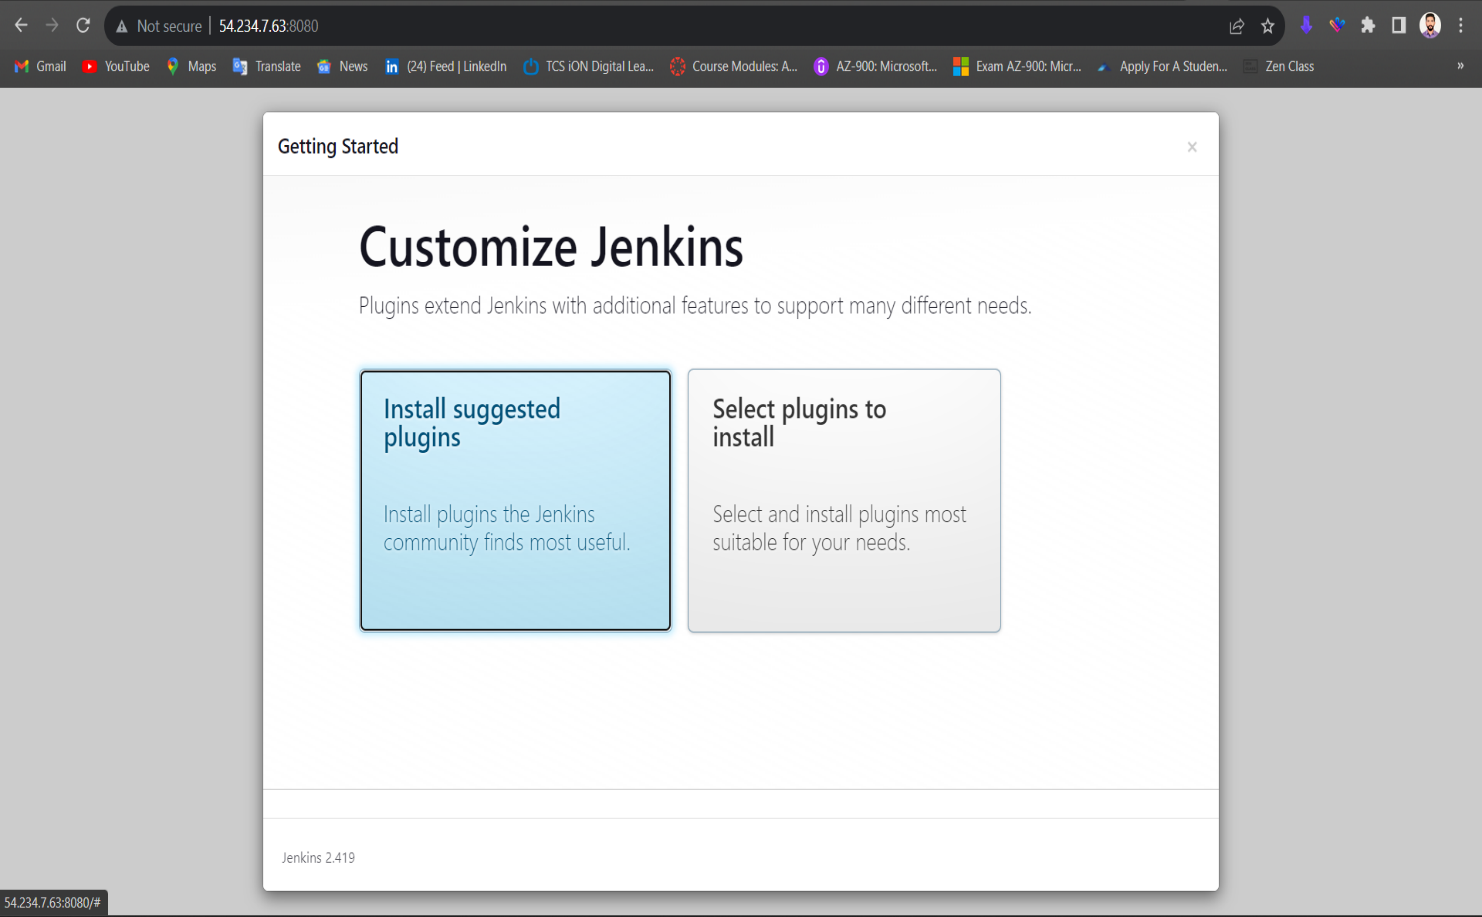 Not secure | 54.234.7.63:8080
Gmail YouTube Maps Translate News (24) Feed | LinkedIn TCS iON Digital Lea... Course Modules: A... AZ-900: Microsoft... Exam AZ-900: Micr... Apply For A Studen... Zen Class »
Getting Started ×
Customize Jenkins
Plugins extend Jenkins with additional features to support many different needs.
Install suggested
plugins
Install plugins the Jenkins
community finds most useful.
Select plugins to
install
Select and install plugins most
suitable for your needs.
Jenkins 2.419
54.234.7.63:8080/#